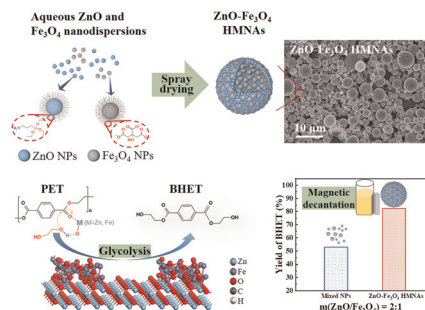 Aqueous ZnO and
Fe₃O₄ nanodispersions
ZnO NPs
Fe₃O₄ NPs
Spray
drying
ZnO-Fe₃O₄
HMNAs
ZnO-Fe₃O₄ HMNAs
10 μm
PET
BHET
M (M=Zn, Fe)
Glycolysis
Zn
Fe
O
C
H
Yield of BHET (%)
100
90
80
70
60
50
40
30
20
Magnetic
decantation
Mixed NPs
ZnO-Fe₃O₄ HMNAs
m(ZnO/Fe₃O₄) = 2:1